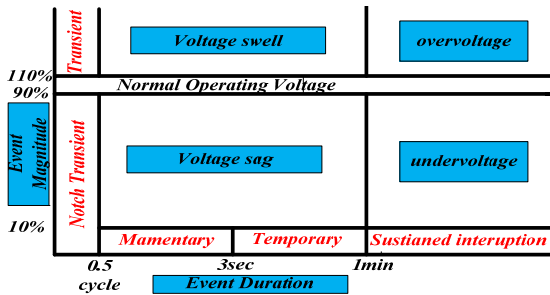 Transient
Voltage swell
overvoltage
110%
Normal Operating Voltage
90%
Event Magnitude
Notch Transient
Voltage sag
undervoltage
10%
Mamentary
Temporary
Sustianed interuption
0.5 cycle
3sec
1min
Event Duration